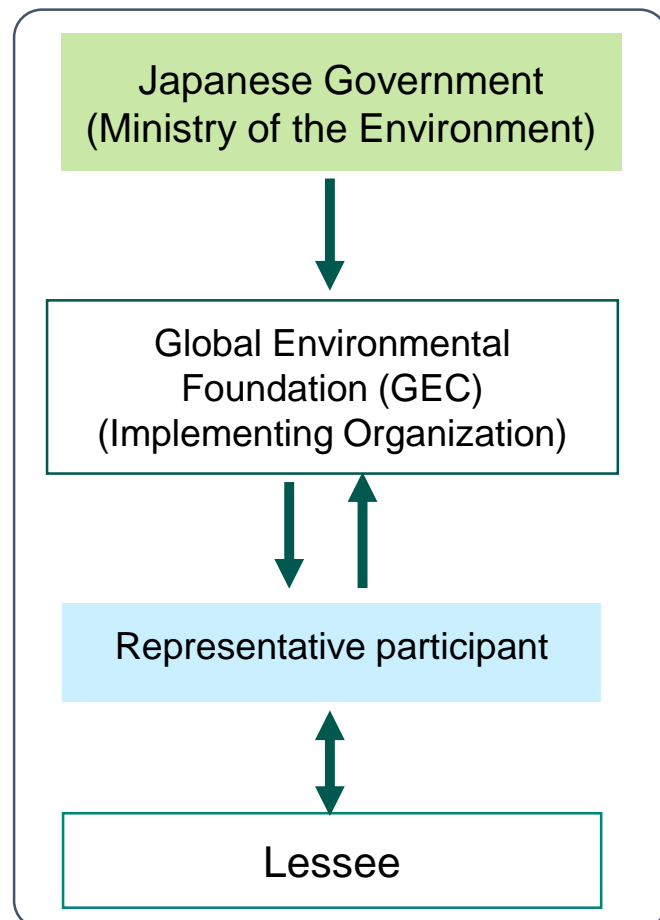 Japanese Government
(Ministry of the Environment)
Global Environmental
Foundation (GEC)
(Implementing Organization)
Representative participant
Lessee